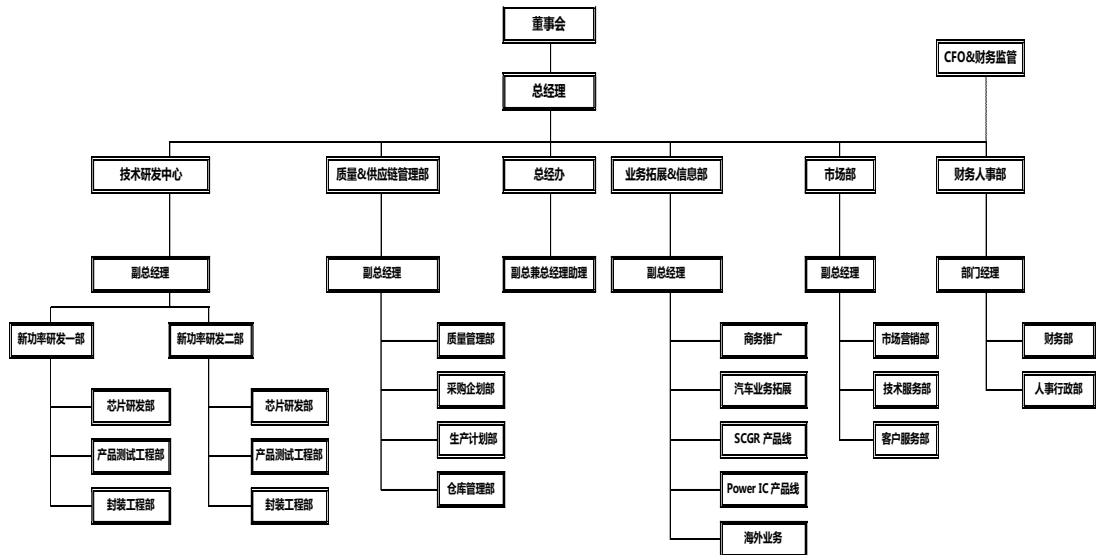 董事会
CFO&财务监管
总经理
技术研发中心
质量&供应链管理部
总经办
业务拓展&信息部
市场部
财务人事部
副总经理
副总经理
副总兼总经理助理
副总经理
副总经理
部门经理
新功率研发一部
新功率研发二部
质量管理部
商务推广
市场营销部
财务部
芯片研发部
芯片研发部
采购企划部
汽车业务拓展
技术服务部
人事行政部
产品测试工程部
产品测试工程部
生产计划部
SCGR 产品线
客户服务部
封装工程部
封装工程部
仓库管理部
Power IC 产品线
海外业务